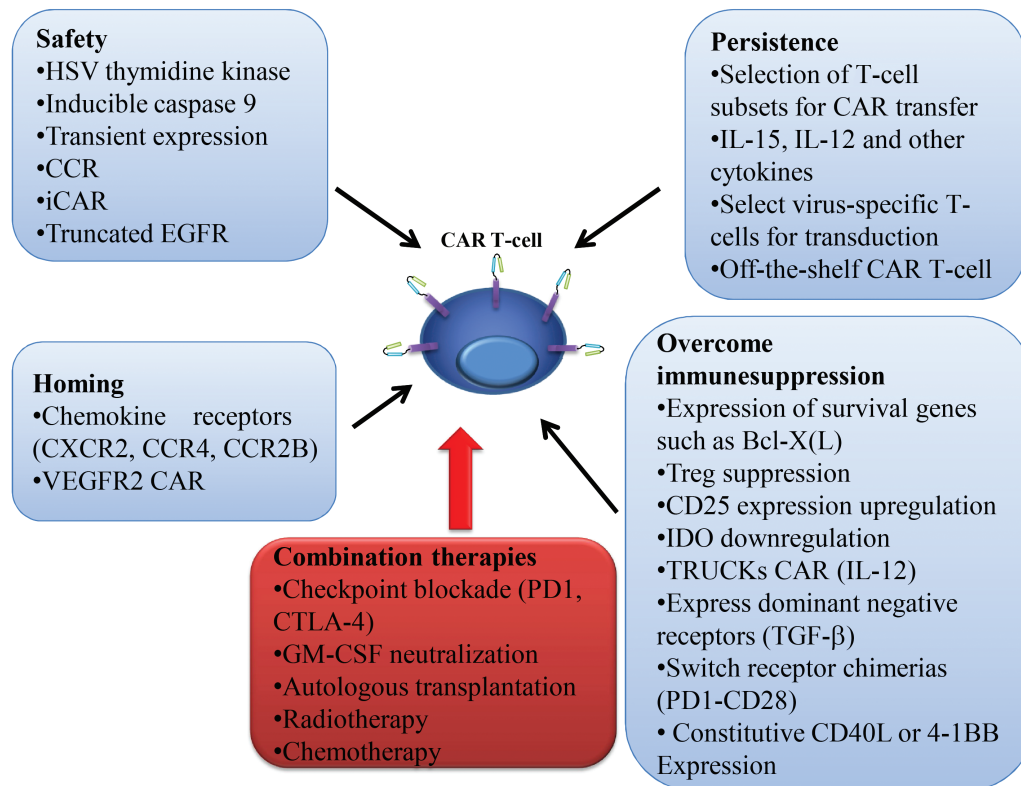 Safety
•HSV thymidine kinase
•Inducible caspase 9
•Transient expression
•CCR
•iCAR
•Truncated EGFR
Persistence
•Selection of T-cell
subsets for CAR transfer
•IL-15, IL-12 and other
cytokines
•Select virus-specific T-
cells for transduction
•Off-the-shelf CAR T-cell
CAR T-cell
Homing
•Chemokine receptors
(CXCR2, CCR4, CCR2B)
•VEGFR2 CAR
Overcome
immunesuppression
•Expression of survival genes
such as Bcl-X(L)
•Treg suppression
•CD25 expression upregulation
•IDO downregulation
•TRUCKs CAR (IL-12)
•Express dominant negative
receptors (TGF-β)
•Switch receptor chimerias
(PD1-CD28)
• Constitutive CD40L or 4-1BB
Expression
Combination therapies
•Checkpoint blockade (PD1,
CTLA-4)
•GM-CSF neutralization
•Autologous transplantation
•Radiotherapy
•Chemotherapy